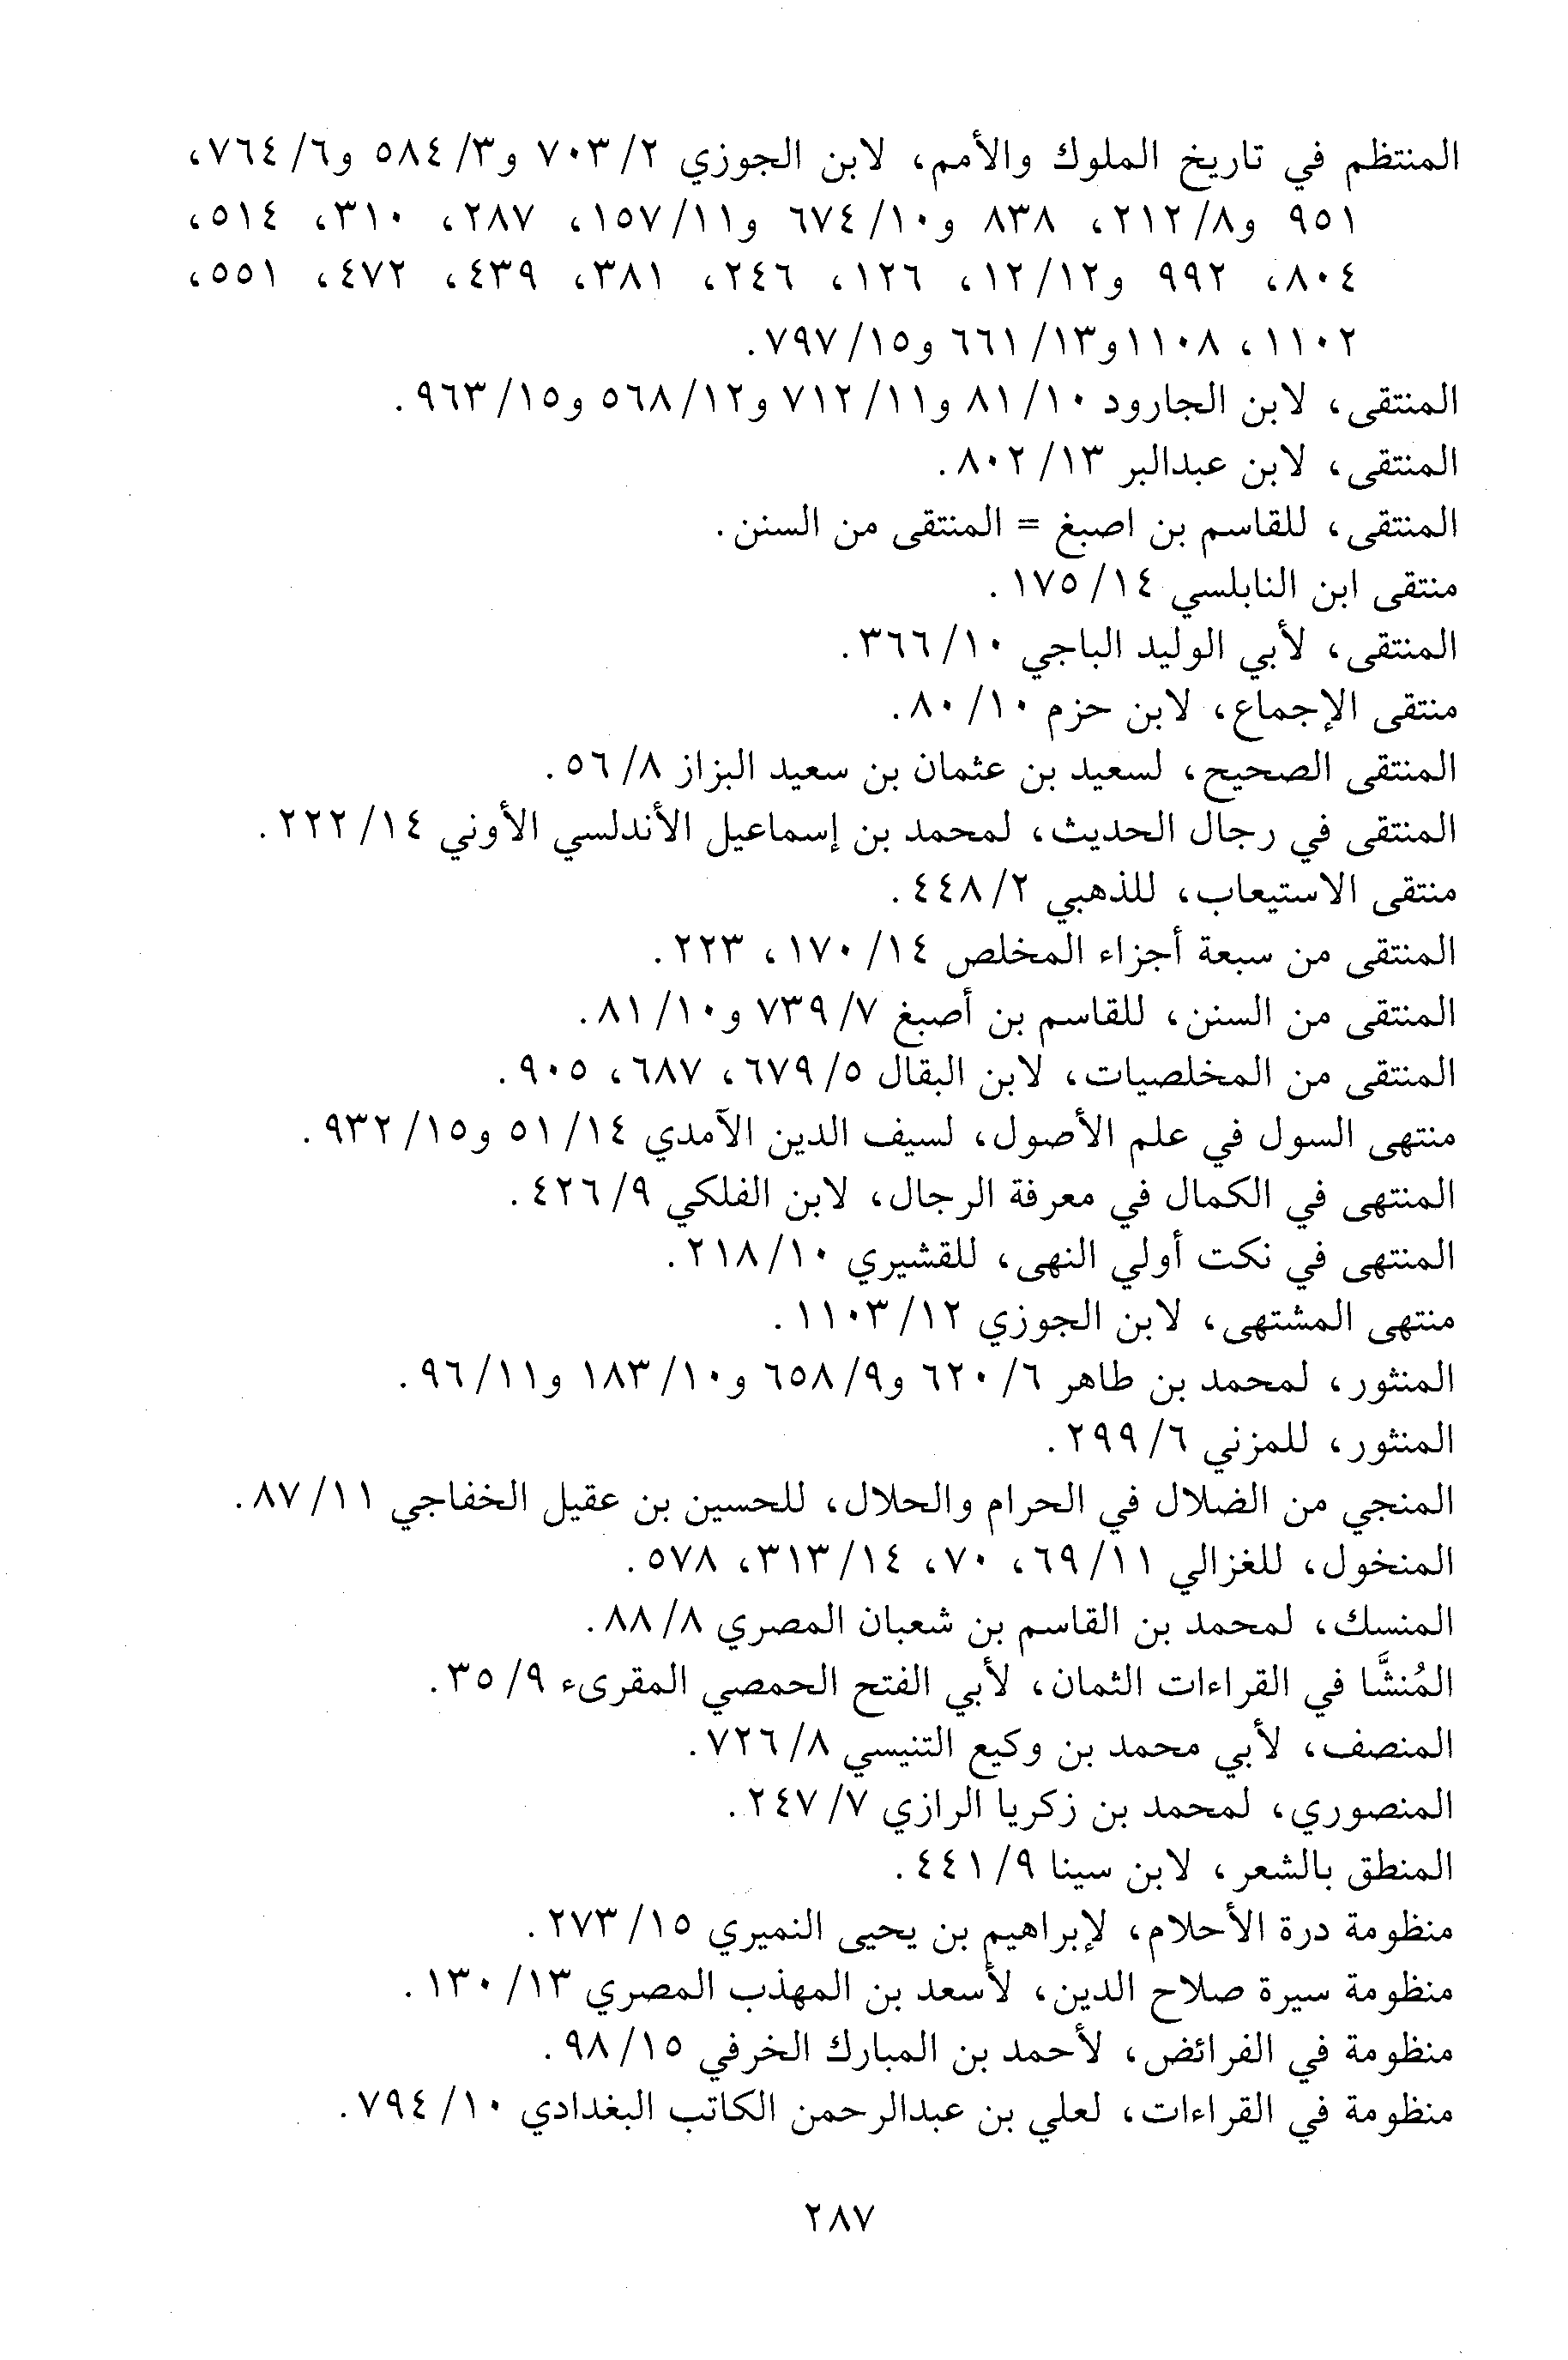 المنتظم في تاريخ الملوك والأمم، لابن الجوزي ٢/ ٧٠٣ و٣/ ٥٨٤ و٦/ ٧٦٤،
٩٥١ و٨/ ٢١٢، ٨٣٨ و١٠/ ٦٧٤ و١١/ ١٥٧، ٢٨٧، ٣١٠، ٥١٤،
٨٠٤، ٩٩٢ و١٢/ ١٢، ١٢٦، ٢٤٦، ٣٨١، ٤٣٩، ٤٧٢، ٥٥١،
١١٠٢، ١١٠٨ و١٣/ ٦٦١ و١٥/ ٧٩٧.
المنتقى، لابن الجارود ١٠/ ٨١ و١١/ ٧١٢ و١٢/ ٥٦٨ و١٥/ ٩٦٣.
المنتقى، لابن عبدالبر ١٣/ ٨٠٢.
المنتقى، للقاسم بن اصبغ = المنتقى من السنن.
منتقى ابن النابلسي ١٤/ ١٧٥.
المنتقى، لأبي الوليد الباجي ١٠/ ٣٦٦.
منتقى الإجماع، لابن حزم ١٠/ ٨٠.
المنتقى الصحيح، لسعيد بن عثمان بن سعيد البزاز ٨/ ٥٦.
المنتقى في رجال الحديث، لمحمد بن إسماعيل الأندلسي الأوني ١٤/ ٢٢٢.
منتقى الاستيعاب، للذهبي ٢/ ٤٤٨.
المنتقى من سبعة أجزاء المخلص ١٤/ ١٧٠، ٢٢٣.
المنتقى من السنن، للقاسم بن أصبغ ٧/ ٧٣٩ و١٠/ ٨١.
المنتقى من المخلصيات، لابن البقال ٥/ ٦٧٩، ٦٨٧، ٩٠٥.
منتهى السول في علم الأصول، لسيف الدين الآمدي ١٤/ ٥١ و١٥/ ٩٣٢.
المنتهى في الكمال في معرفة الرجال، لابن الفلكي ٩/ ٤٢٦.
المنتهى في نكت أولي النهى، للقشيري ١٠/ ٢١٨.
منتهى المشتهى، لابن الجوزي ١٢/ ١١٠٣.
المنثور، لمحمد بن طاهر ٦/ ٦٢٠ و٩/ ٦٥٨ و١٠/ ١٨٣ و١١/ ٩٦.
المنثور، للمزني ٦/ ٢٩٩.
المنجي من الضلال في الحرام والحلال، للحسين بن عقيل الخفاجي ١١/ ٨٧.
المنخول، للغزالي ١١/ ٦٩، ٧٠، ١٤/ ٣١٣، ٥٧٨.
المنسك، لمحمد بن القاسم بن شعبان المصري ٨/ ٨٨.
المُنشَّا في القراءات الثمان، لأبي الفتح الحمصي المقرىء ٩/ ٣٥.
المنصف، لأبي محمد بن وكيع التنيسي ٨/ ٧٢٦.
المنصوري، لمحمد بن زكريا الرازي ٧/ ٢٤٧.
المنطق بالشعر، لابن سينا ٩/ ٤٤١.
منظومة درة الأحلام، لإبراهيم بن يحيى النميري ١٥/ ٢٧٣.
منظومة سيرة صلاح الدين، لأسعد بن المهذب المصري ١٣/ ١٣٠.
منظومة في الفرائض، لأحمد بن المبارك الخرفي ١٥/ ٩٨.
منظومة في القراءات، لعلي بن عبدالرحمن الكاتب البغدادي ١٠/ ٧٩٤.
٢٨٧